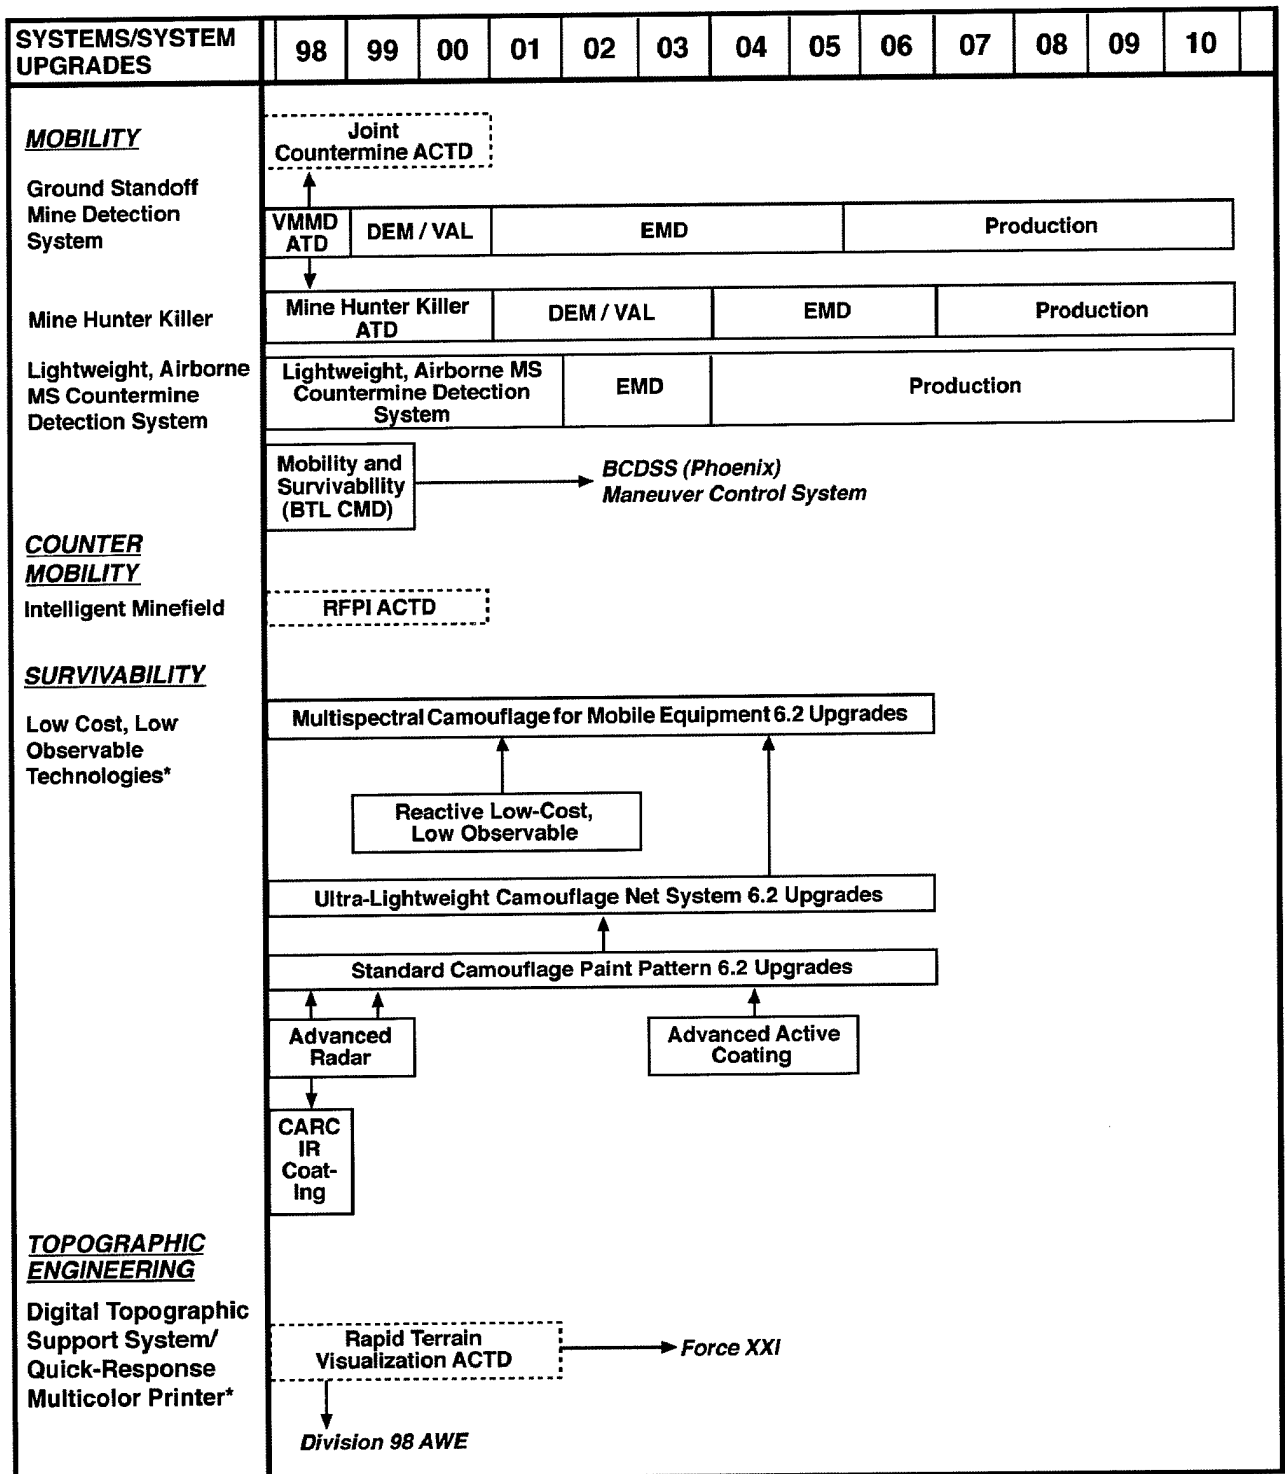 SYSTEMS/SYSTEM
UPGRADES
98 99 00 01 02 03 04 05 06 07 08 09 10
MOBILITY
Joint
Countermine ACTD
Ground Standoff
Mine Detection
System
VMMD
ATD
DEM / VAL
EMD
Production
Mine Hunter Killer
Mine Hunter Killer
ATD
DEM / VAL
EMD
Production
Lightweight, Airborne
MS Countermine
Detection System
Lightweight, Airborne MS
Countermine Detection
System
EMD
Production
Mobility and
Survivability
(BTL CMD)
BCDSS (Phoenix)
Maneuver Control System
COUNTER
MOBILITY
Intelligent Minefield
RFPI ACTD
SURVIVABILITY
Low Cost, Low
Observable
Technologies*
Multispectral Camouflage for Mobile Equipment 6.2 Upgrades
Reactive Low-Cost,
Low Observable
Ultra-Lightweight Camouflage Net System 6.2 Upgrades
Standard Camouflage Paint Pattern 6.2 Upgrades
Advanced
Radar
Advanced Active
Coating
CARC
IR
Coat-
Ing
TOPOGRAPHIC
ENGINEERING
Digital Topographic
Support System/
Quick-Response
Multicolor Printer*
Rapid Terrain
Visualization ACTD
Force XXI
Division 98 AWE